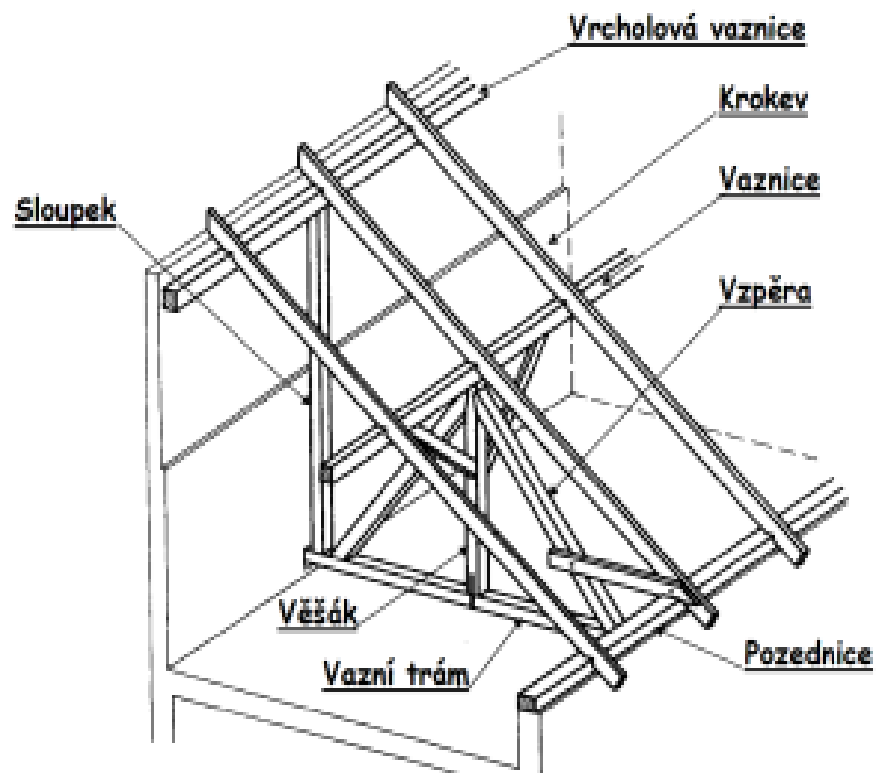 Vrcholová vaznice
Krokev
Vaznice
Sloupek
Vzpěra
Věšák
Vazní trám
Pozednice